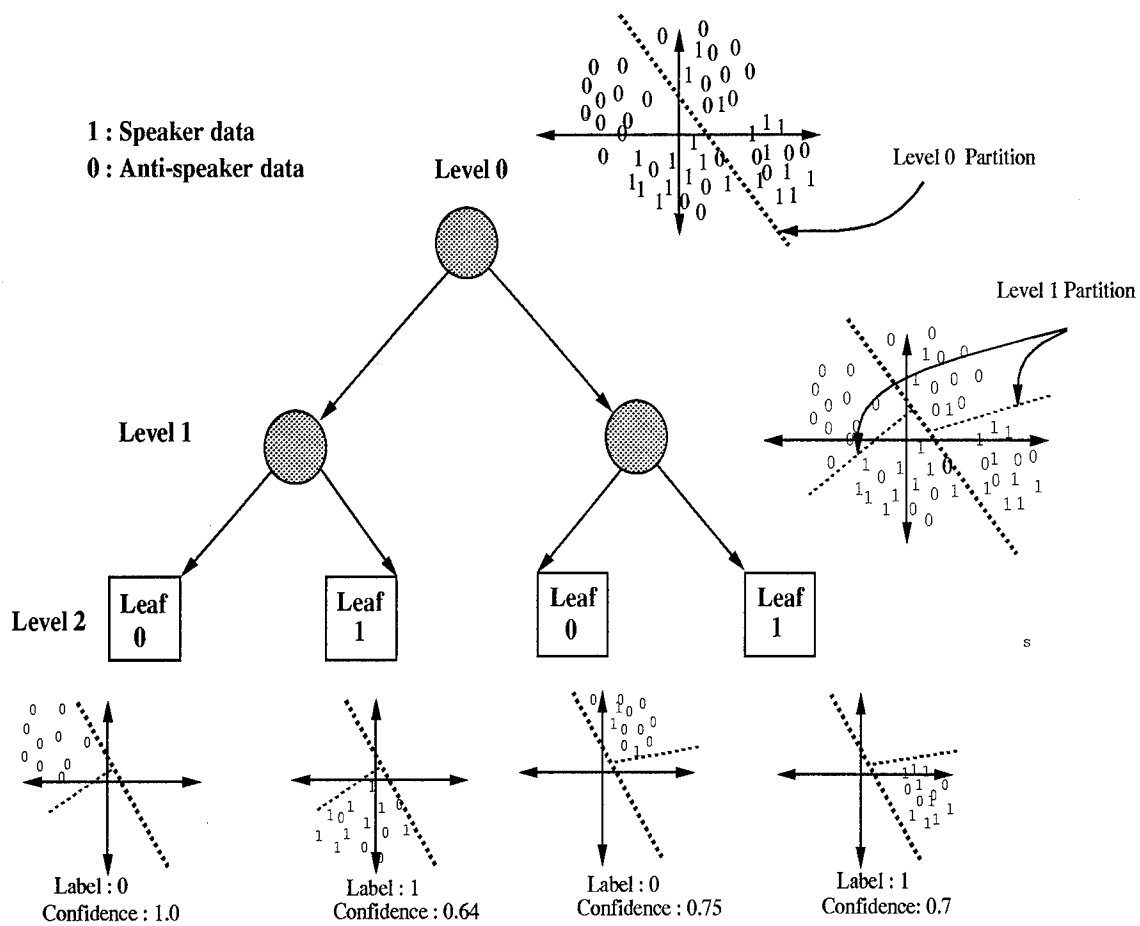 1 : Speaker data
0 : Anti-speaker data
Level 0
Level 0 Partition
Level 1 Partition
Level 1
Level 2
Leaf
0
Leaf
1
Leaf
0
Leaf
1
s
Label : 0
Confidence : 1.0
Label : 1
Confidence : 0.64
Label : 0
Confidence : 0.75
Label : 1
Confidence: 0.7